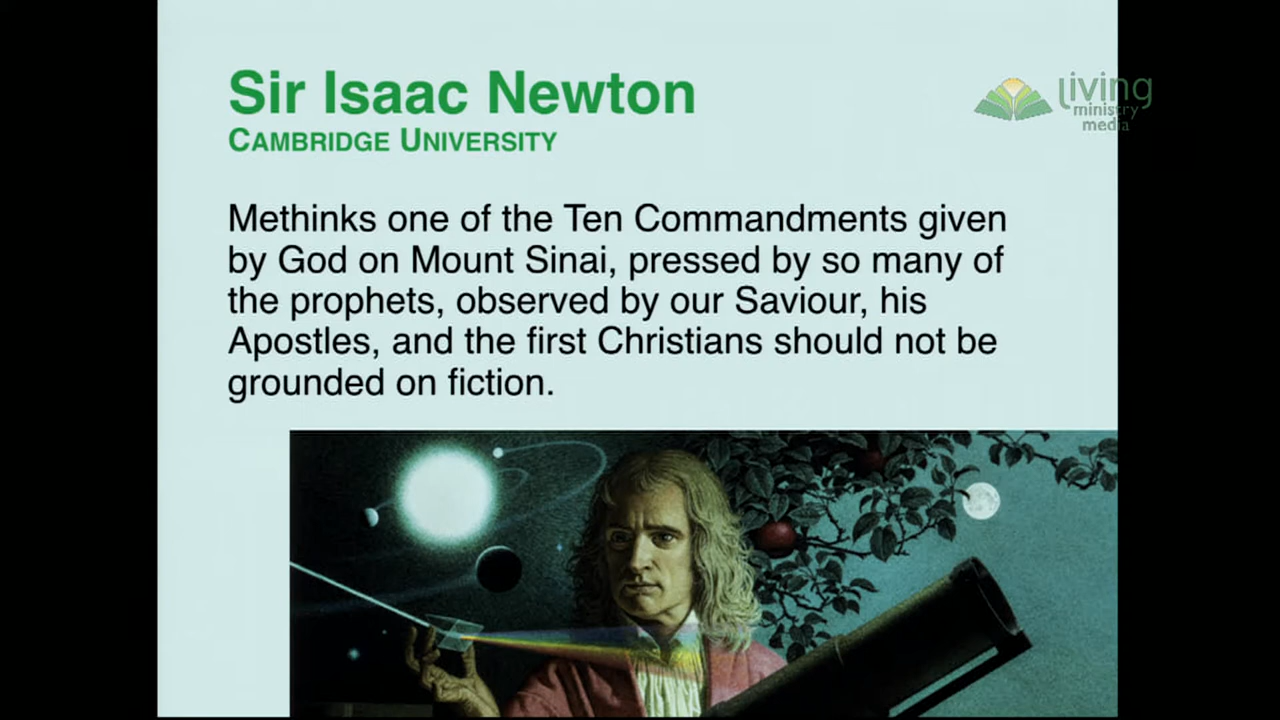 Sir Isaac Newton
CAMBRIDGE UNIVERSITY
living
ministry
media
Methinks one of the Ten Commandments given
by God on Mount Sinai, pressed by so many of
the prophets, observed by our Saviour, his
Apostles, and the first Christians should not be
grounded on fiction.